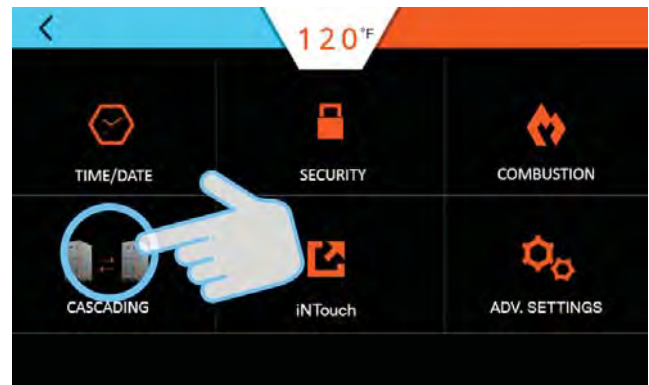 120°F
TIME/DATE
SECURITY
COMBUSTION
CASCADING
iNTouch
ADV. SETTINGS